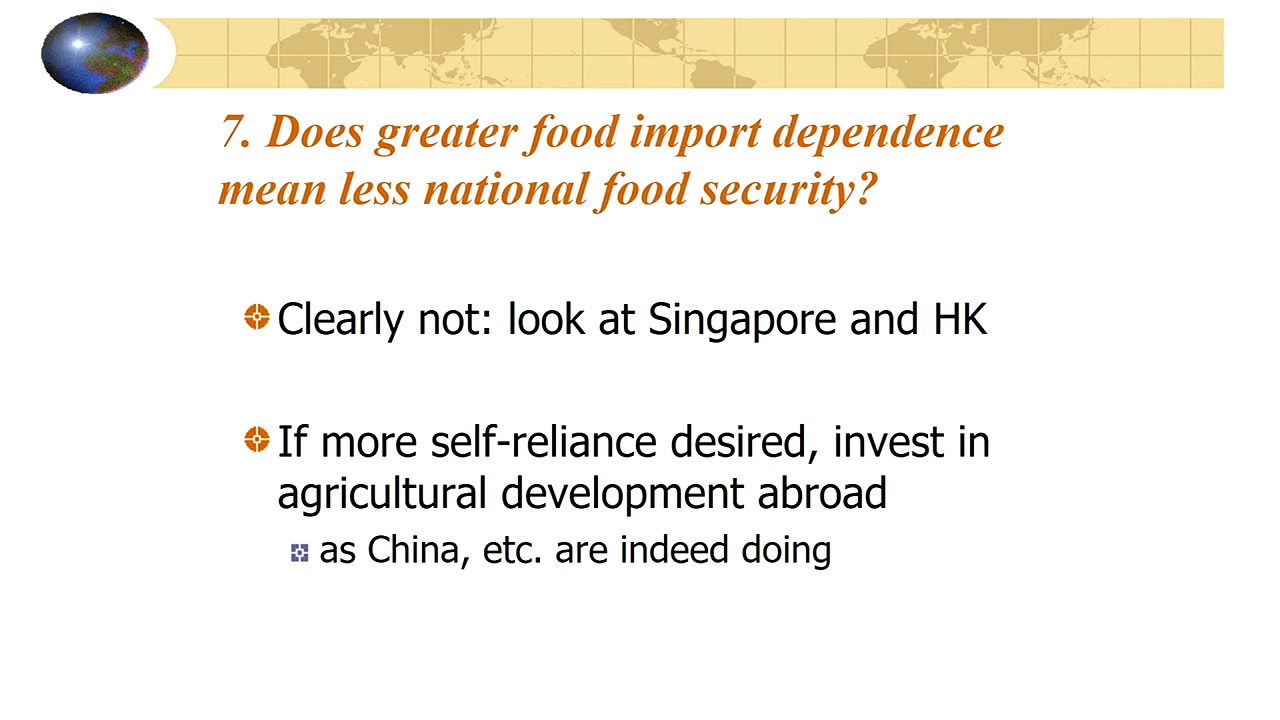 7. Does greater food import dependence
mean less national food security?
Clearly not: look at Singapore and HK
If more self-reliance desired, invest in
agricultural development abroad
as China, etc. are indeed doing